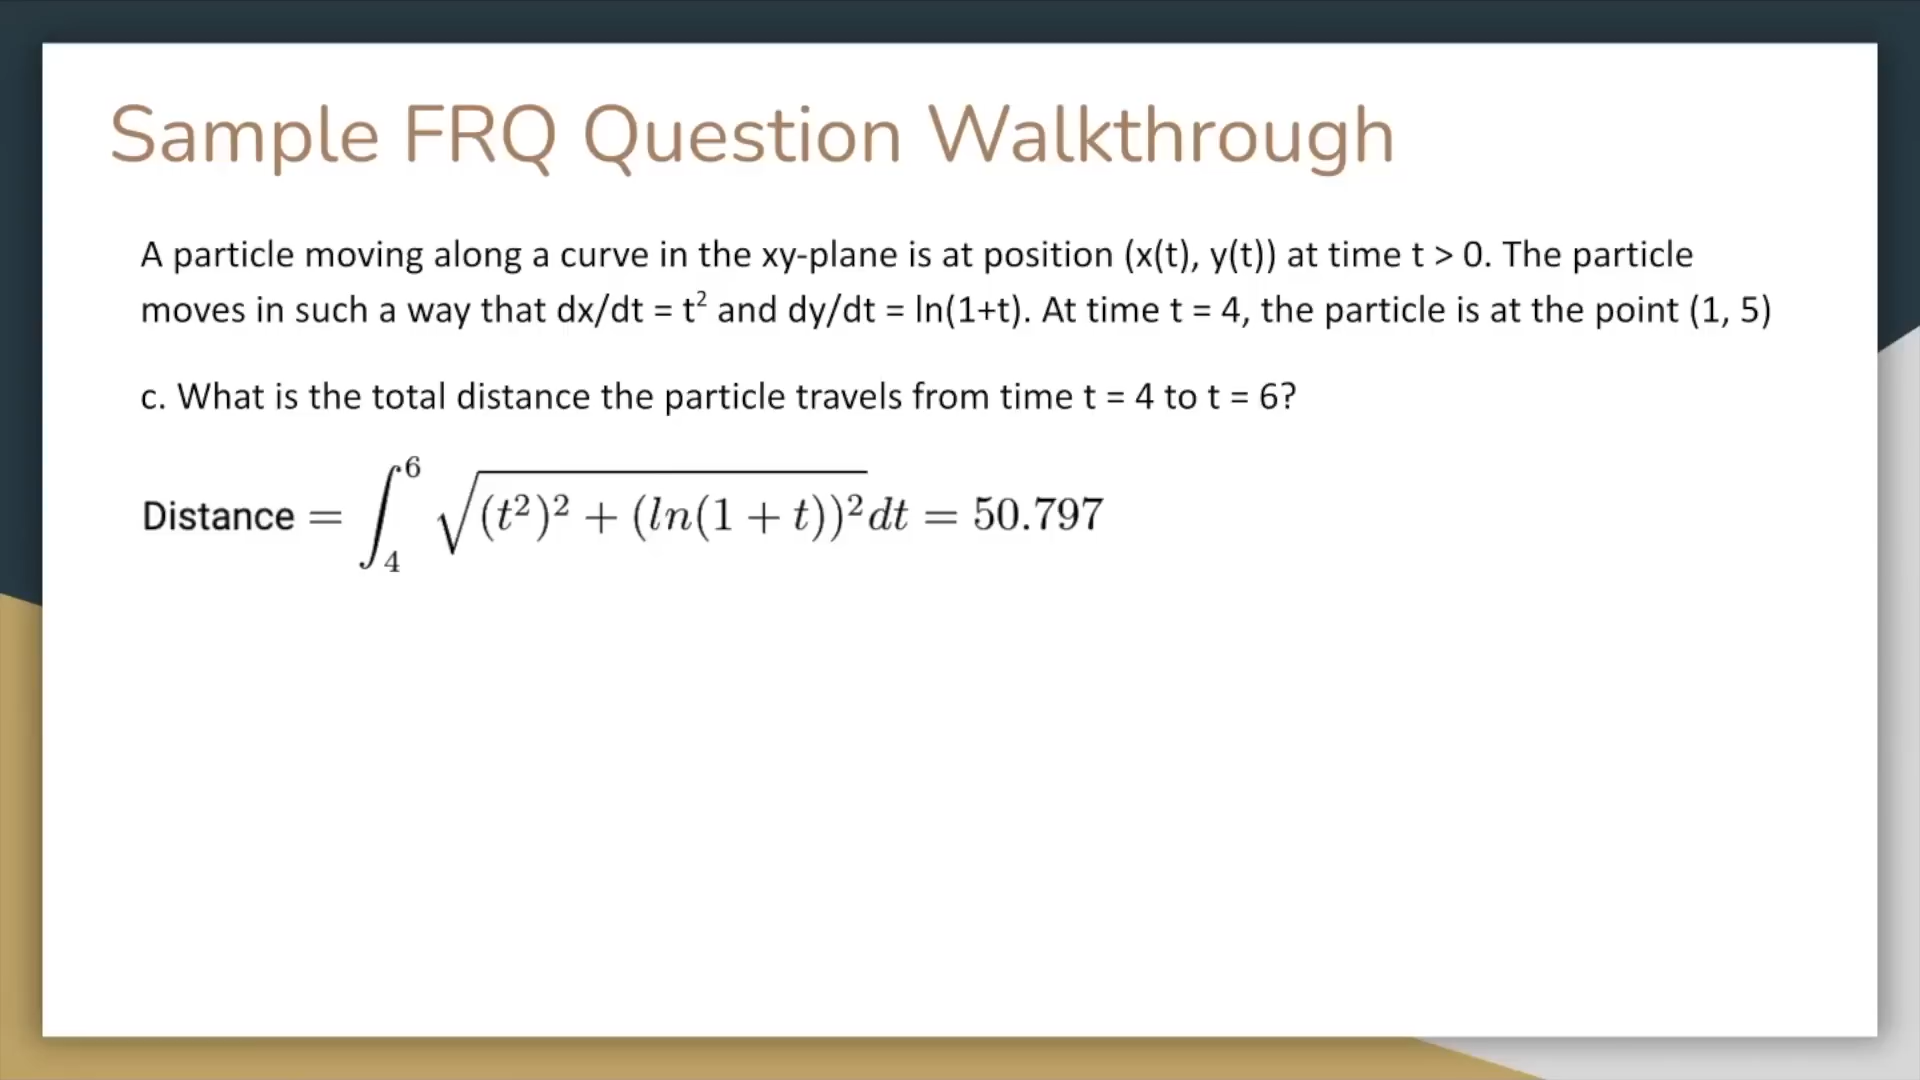 Sample FRQ Question Walkthrough
A particle moving along a curve in the xy-plane is at position (x(t), y(t)) at time t > 0. The particle
moves in such a way that dx/dt = t² and dy/dt = ln(1+t). At time t = 4, the particle is at the point (1, 5)
c. What is the total distance the particle travels from time t = 4 to t = 6?
Distance = ∫₄⁶ √((t²)² + (ln(1 + t))²) dt = 50.797